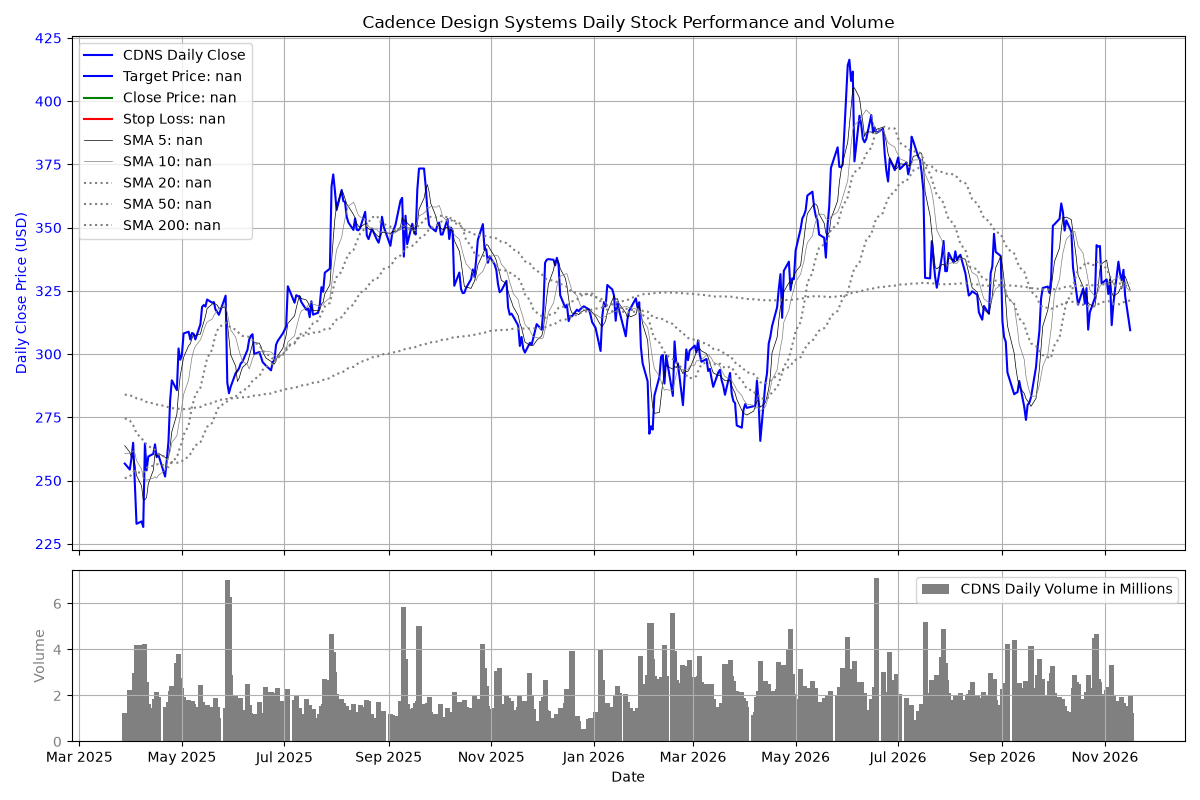 Cadence Design Systems Daily Stock Performance and Volume
Daily Close Price (USD)
425
400
375
350
325
300
275
250
225
CDNS Daily Close
Target Price: nan
Close Price: nan
Stop Loss: nan
SMA 5: nan
SMA 10: nan
SMA 20: nan
SMA 50: nan
SMA 200: nan
Volume
6
4
2
0
CDNS Daily Volume in Millions
Mar 2025 May 2025 Jul 2025 Sep 2025 Nov 2025 Jan 2026 Mar 2026 May 2026 Jul 2026 Sep 2026 Nov 2026
Date